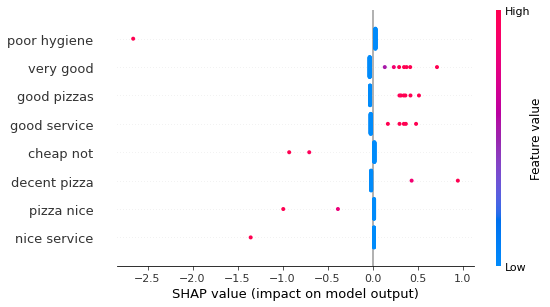 High
poor hygiene
very good
good pizzas
good service
cheap not
decent pizza
pizza nice
nice service
Feature value
Low
−2.5 −2.0 −1.5 −1.0 −0.5 0.0 0.5 1.0
SHAP value (impact on model output)